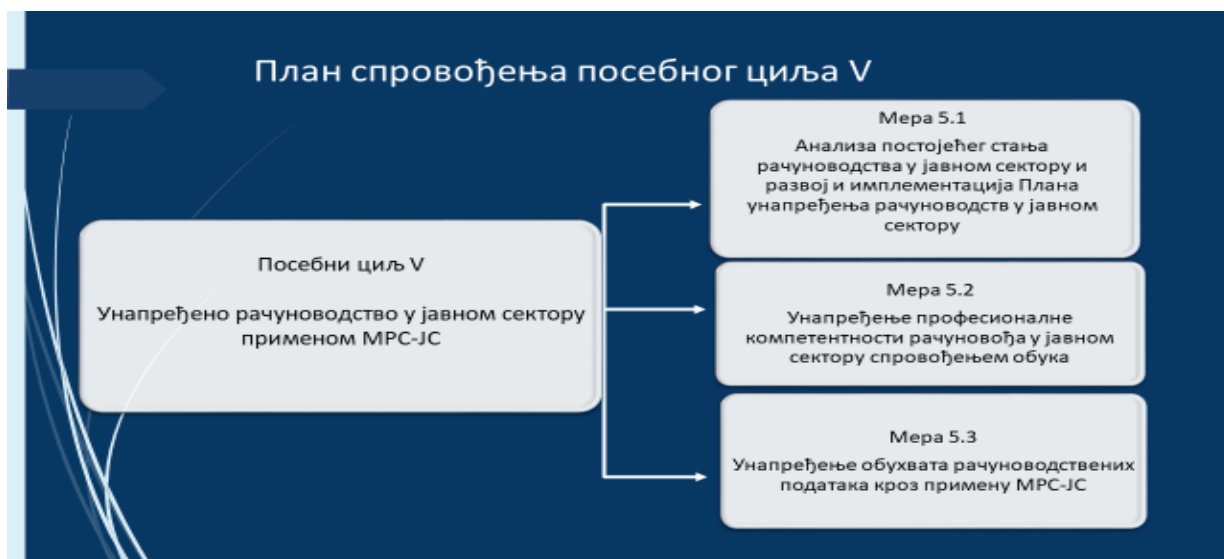 План спровођења посебног циља V
Посебни циљ V
Унапређено рачуноводство у јавном сектору
применом МРС-ЈС
Мера 5.1
Анализа постојећег стања
рачуноводства у јавном сектору и
развој и имплементација Плана
унапређења рачуноводств у јавном
сектору
Мера 5.2
Унапређење професионалне
компетентности рачуновођа у јавном
сектору спровођењем обука
Мера 5.3
Унапређење обухвата рачуноводствених
података кроз примену МРС-ЈС